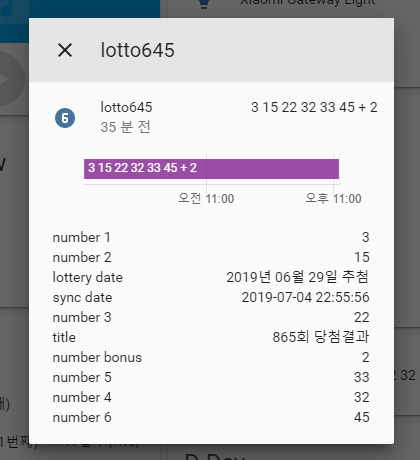 Xiaomi Gateway Light
lotto645
6 lotto645 3 15 22 32 33 45 + 2
35 분 전
3 15 22 32 33 45 + 2
오전 11:00 오후 11:00
number 1 3
number 2 15
lottery date 2019년 06월 29일 추첨
sync date 2019-07-04 22:55:56
number 3 22
title 865회 당첨결과
number bonus 2
number 5 33
number 4 32
number 6 45
2 32
1번째)
D-Day